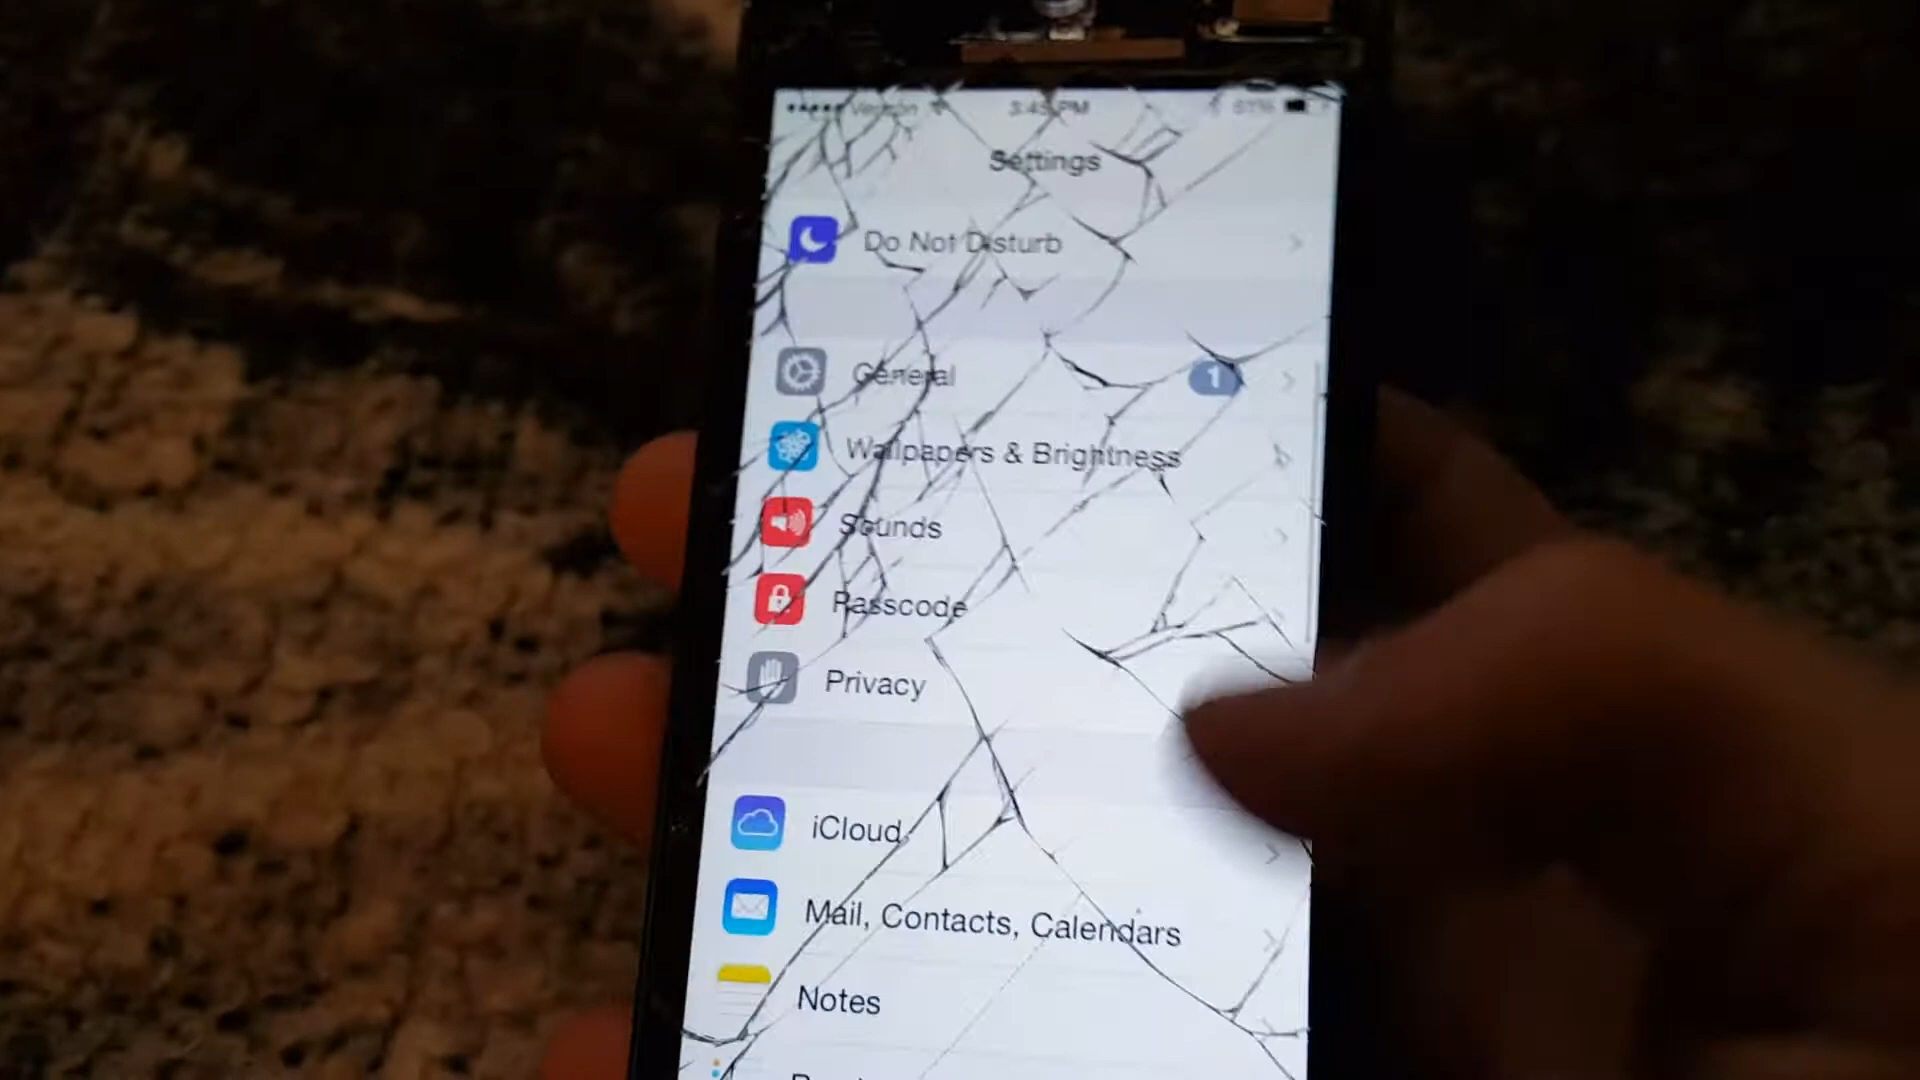 Verizon 3:45 PM 61%
Settings
Do Not Disturb
General 1
Wallpapers & Brightness
Sounds
Passcode
Privacy
iCloud
Mail, Contacts, Calendars
Notes